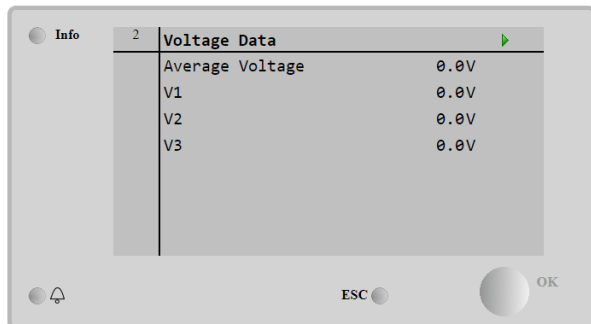 Info
2 Voltage Data
Average Voltage 0.0V
V1 0.0V
V2 0.0V
V3 0.0V
ESC
OK